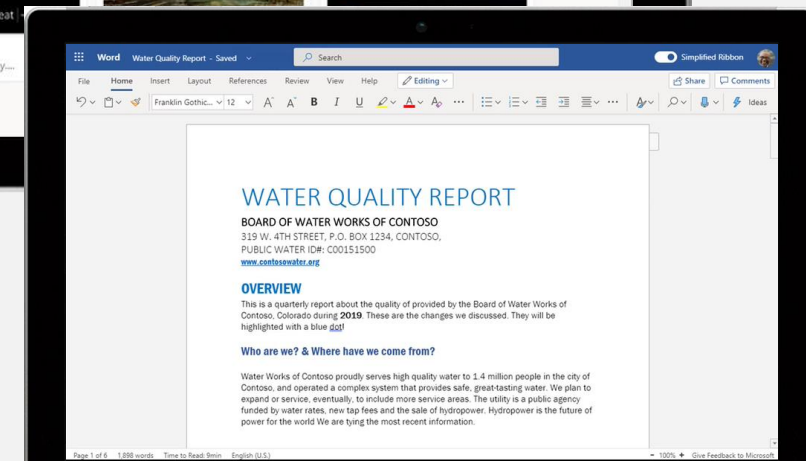 eat
y....
Word Water Quality Report - Saved Search Simplified Ribbon
File Home Insert Layout References Review View Help Editing Share Comments
Franklin Gothic... 12 A A B I U A A ... ... Ideas
WATER QUALITY REPORT
BOARD OF WATER WORKS OF CONTOSO
319 W. 4TH STREET, P.O. BOX 1234, CONTOSO,
PUBLIC WATER ID#: C00151500
www.contosowater.org
OVERVIEW
This is a quarterly report about the quality of provided by the Board of Water Works of
Contoso, Colorado during 2019. These are the changes we discussed. They will be
highlighted with a blue dot!
Who are we? & Where have we come from?
Water Works of Contoso proudly serves high quality water to 1.4 million people in the city of
Contoso, and operated a complex system that provides safe, great-tasting water. We plan to
expand or service, eventually, to include more service areas. The utility is a public agency
funded by water rates, new tap fees and the sale of hydropower. Hydropower is the future of
power for the world We are tying the most recent information.
Page 1 of 6 1,898 words Time to Read: 9min English (U.S.) - 100% + Give Feedback to Microsoft